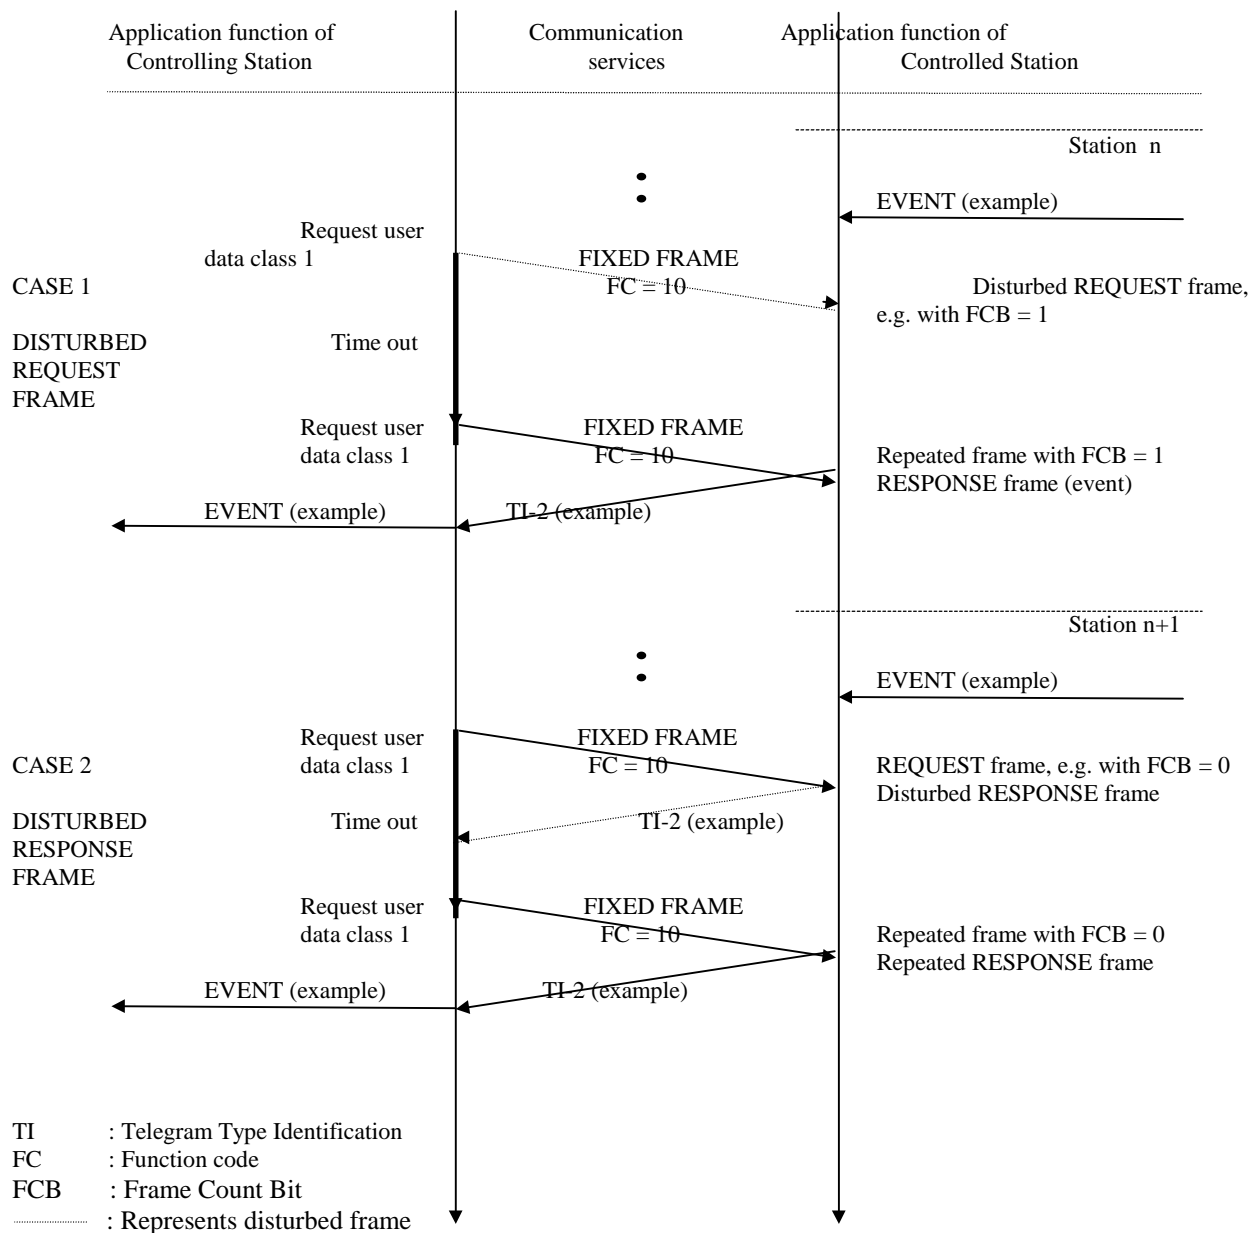 Application function of Communication Application function of
Controlling Station services Controlled Station
Station n
EVENT (example)
Request user
data class 1 FIXED FRAME
CASE 1 FC = 10 Disturbed REQUEST frame,
e.g. with FCB = 1
DISTURBED Time out
REQUEST
FRAME
Request user FIXED FRAME
data class 1 FC = 10 Repeated frame with FCB = 1
RESPONSE frame (event)
EVENT (example) TI-2 (example)
Station n+1
EVENT (example)
Request user FIXED FRAME
CASE 2 data class 1 FC = 10 REQUEST frame, e.g. with FCB = 0
Disturbed RESPONSE frame
DISTURBED Time out TI-2 (example)
RESPONSE
FRAME
Request user FIXED FRAME
data class 1 FC = 10 Repeated frame with FCB = 0
Repeated RESPONSE frame
EVENT (example) TI-2 (example)
TI : Telegram Type Identification
FC : Function code
FCB : Frame Count Bit
: Represents disturbed frame